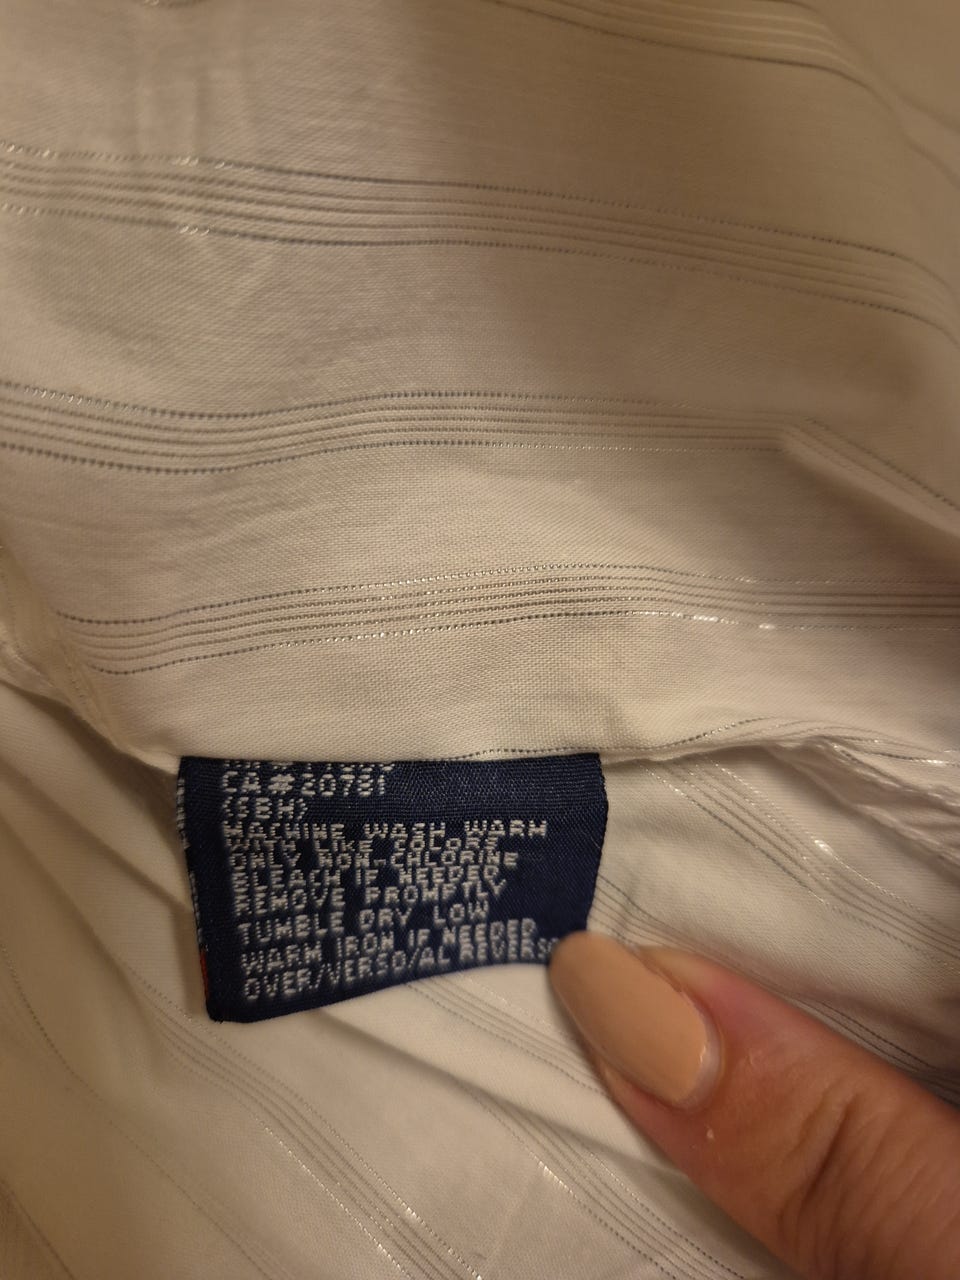 CA#20781
(FBH)
MACHINE WASH WARM
WITH LIKE COLORS
ONLY NON-CHLORINE
BLEACH IF NEEDED
REMOVE PROMPTLY
TUMBLE DRY LOW
WARM IRON IF NEEDED
OVER/VERSO/AL REVERSO